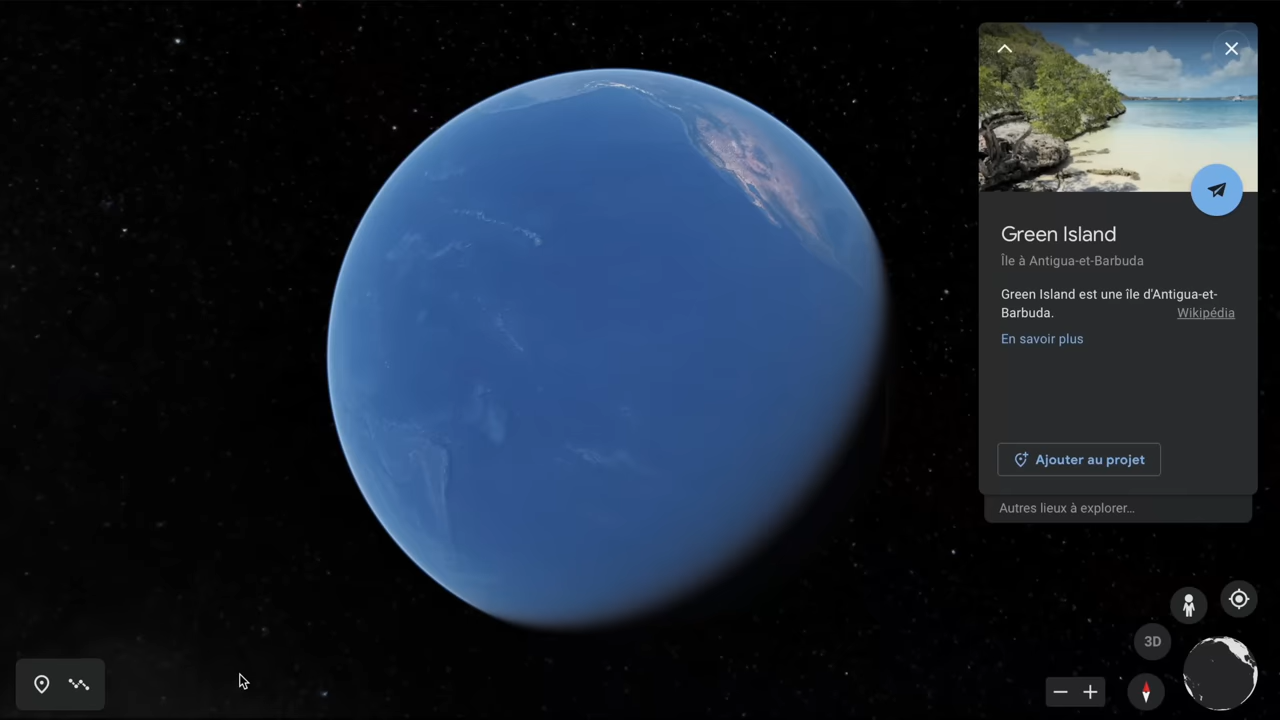 Green Island
Île à Antigua-et-Barbuda
Green Island est une île d'Antigua-et-
Barbuda. Wikipédia
En savoir plus
Ajouter au projet
Autres lieux à explorer...
3D